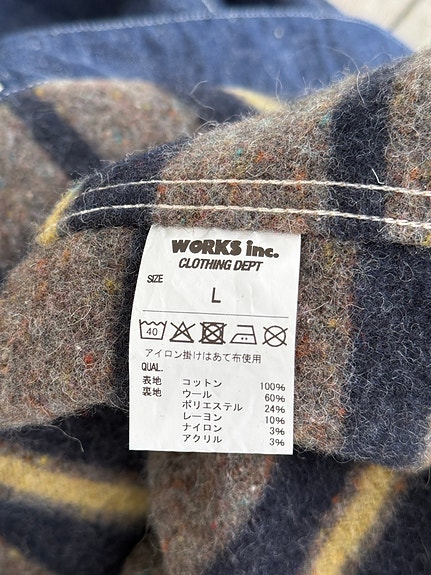 WORKS inc.
CLOTHING DEPT
SIZE
L
40
アイロン掛けはあて布使用
QUAL.
表地 コットン 100%
裏地 ウール 60%
ポリエステル 24%
レーヨン 10%
ナイロン 3%
アクリル 3%